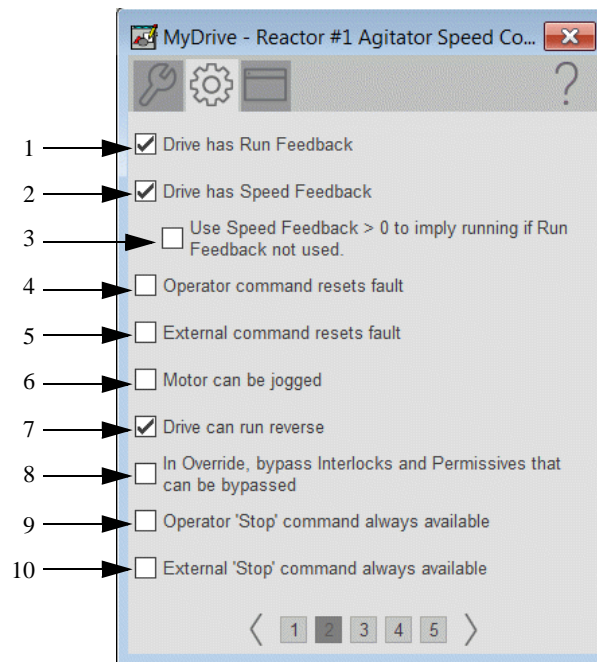 MyDrive - Reactor #1 Agitator Speed Co...
1 Drive has Run Feedback
2 Drive has Speed Feedback
3 Use Speed Feedback > 0 to imply running if Run
Feedback not used.
4 Operator command resets fault
5 External command resets fault
6 Motor can be jogged
7 Drive can run reverse
8 In Override, bypass Interlocks and Permissives that
can be bypassed
9 Operator 'Stop' command always available
10 External 'Stop' command always available
1 2 3 4 5